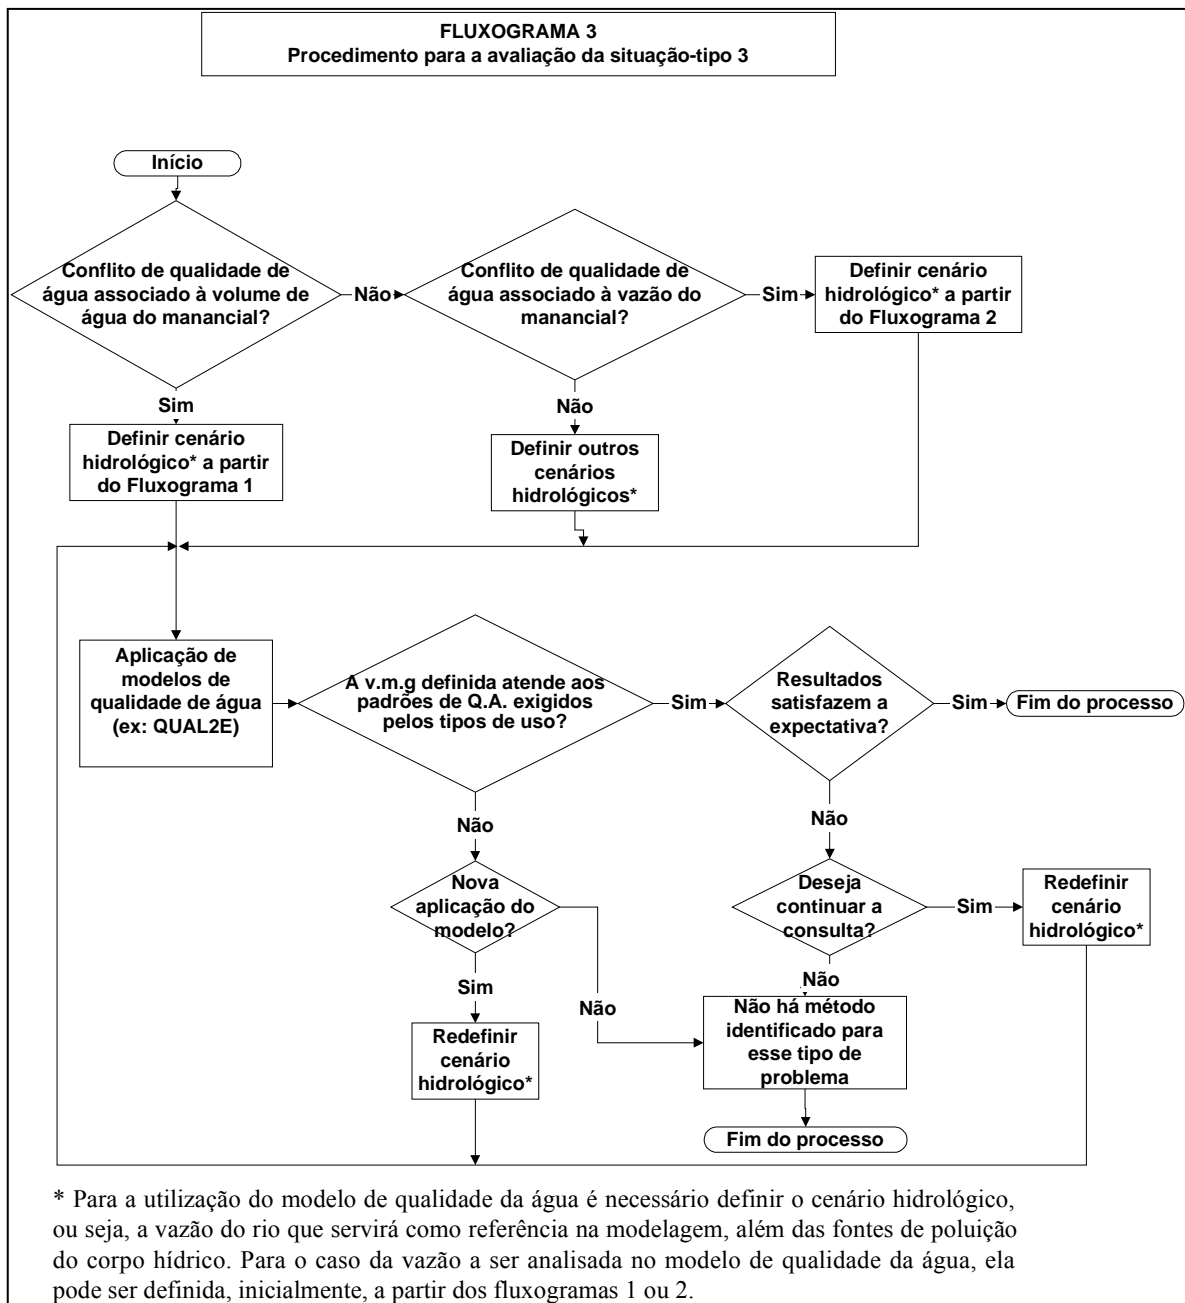 FLUXOGRAMA 3
Procedimento para a avaliação da situação-tipo 3
Início
Conflito de qualidade de
água associado à volume de
água do manancial?
Não
Conflito de qualidade de
água associado à vazão do
manancial?
Sim
Definir cenário
hidrológico* a partir
do Fluxograma 2
Sim
Não
Definir cenário
hidrológico* a partir
do Fluxograma 1
Definir outros
cenários
hidrológicos*
Aplicação de
modelos de
qualidade de água
(ex: QUAL2E)
A v.m.g definida atende aos
padrões de Q.A. exigidos
pelos tipos de uso?
Sim
Resultados
satisfazem a
expectativa?
Sim
Fim do processo
Não
Não
Nova
aplicação do
modelo?
Deseja
continuar a
consulta?
Sim
Redefinir
cenário
hidrológico*
Sim
Não
Não
Redefinir
cenário
hidrológico*
Não há método
identificado para
esse tipo de
problema
Fim do processo
* Para a utilização do modelo de qualidade da água é necessário definir o cenário hidrológico,
ou seja, a vazão do rio que servirá como referência na modelagem, além das fontes de poluição
do corpo hídrico. Para o caso da vazão a ser analisada no modelo de qualidade da água, ela
pode ser definida, inicialmente, a partir dos fluxogramas 1 ou 2.